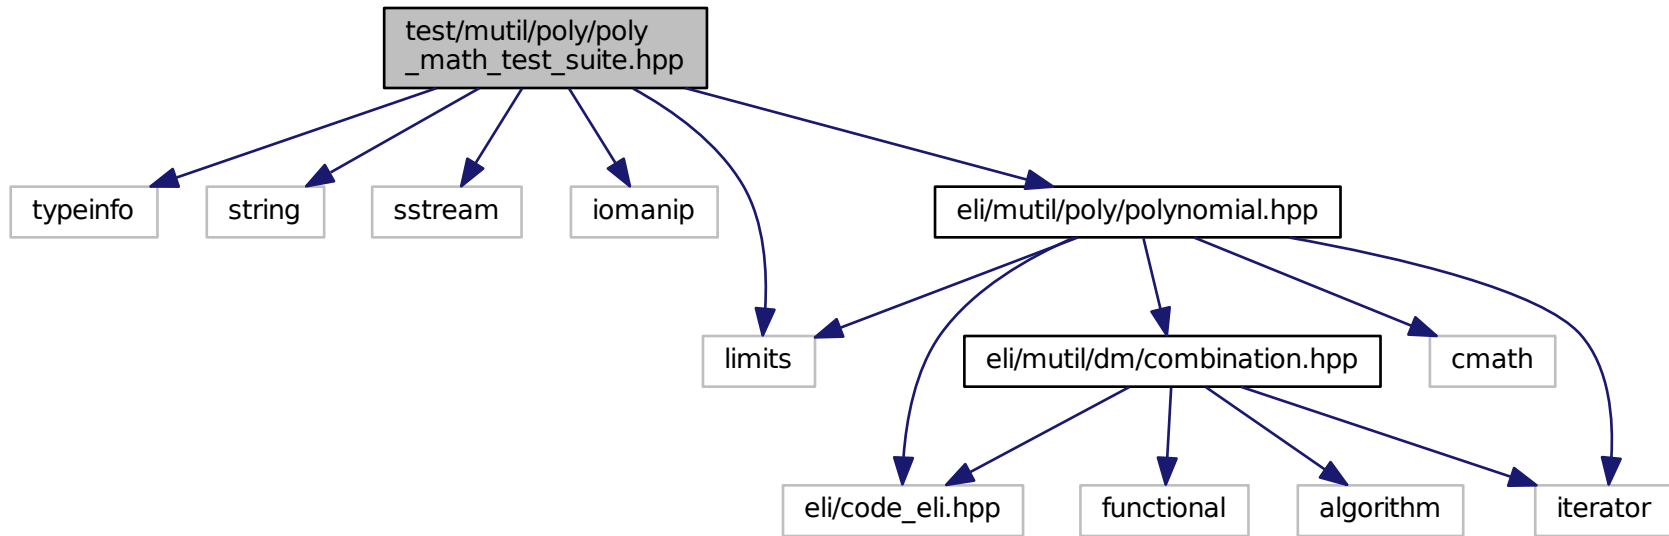 test/mutil/poly/poly
_math_test_suite.hpp
typeinfo
string
sstream
iomanip
eli/mutil/poly/polynomial.hpp
limits
eli/mutil/dm/combination.hpp
cmath
eli/code_eli.hpp
functional
algorithm
iterator